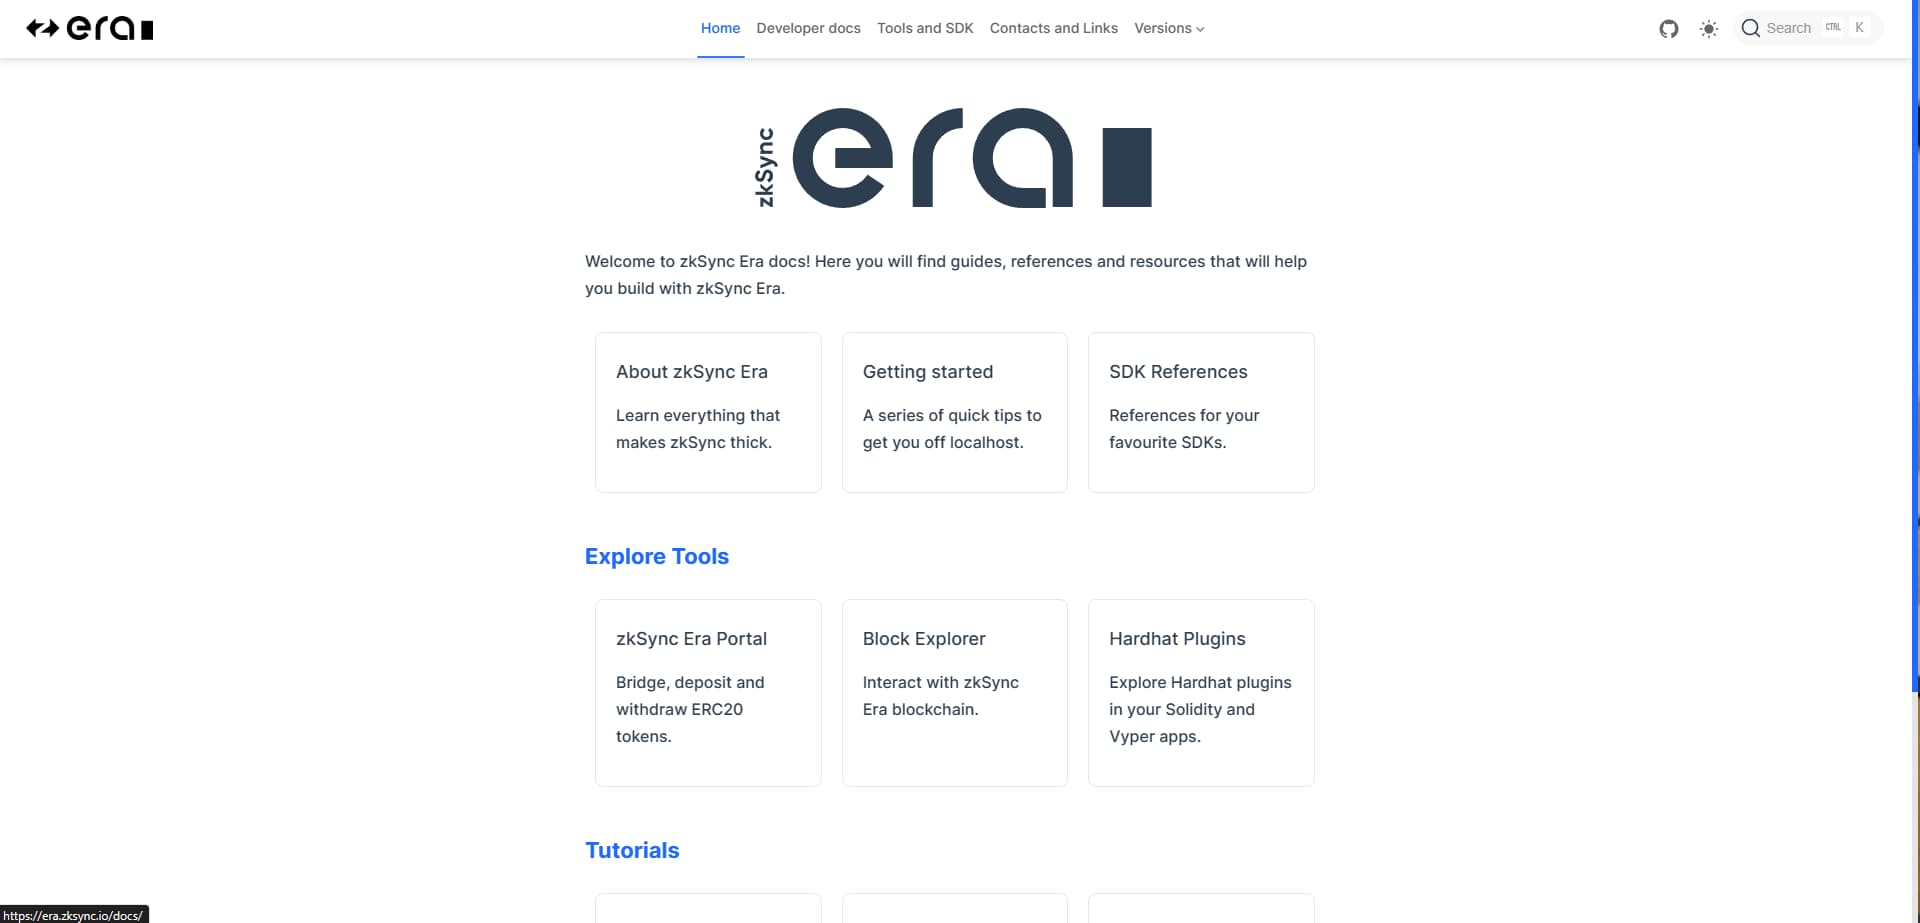 era
Home Developer docs Tools and SDK Contacts and Links Versions
Search CTRL K
zkSync era
Welcome to zkSync Era docs! Here you will find guides, references and resources that will help
you build with zkSync Era.
About zkSync Era
Learn everything that
makes zkSync thick.
Getting started
A series of quick tips to
get you off localhost.
SDK References
References for your
favourite SDKs.
Explore Tools
zkSync Era Portal
Bridge, deposit and
withdraw ERC20
tokens.
Block Explorer
Interact with zkSync
Era blockchain.
Hardhat Plugins
Explore Hardhat plugins
in your Solidity and
Vyper apps.
Tutorials
https://era.zksync.io/docs/